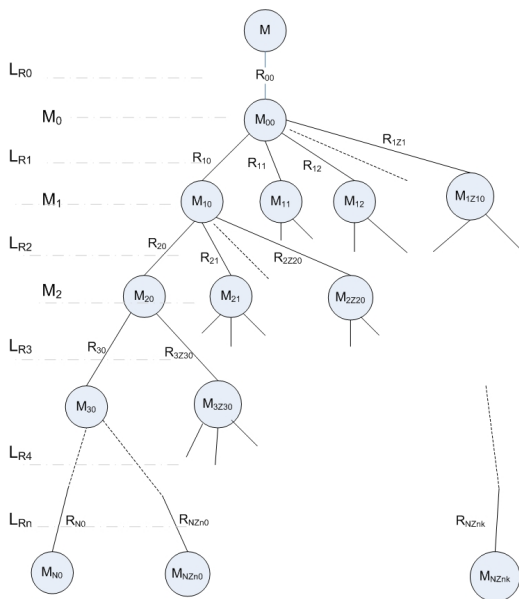 M
L_R0
R_00
M_0
M_00
R_1Z1
L_R1
R_10
R_11
R_12
M_1
M_10
M_11
M_12
M_1Z10
L_R2
R_20
R_21
R_2Z20
M_2
M_20
M_21
M_2Z20
L_R3
R_30
R_3Z30
M_30
M_3Z30
L_R4
L_Rn
R_N0
R_NZn0
R_NZnk
M_N0
M_NZn0
M_NZnk